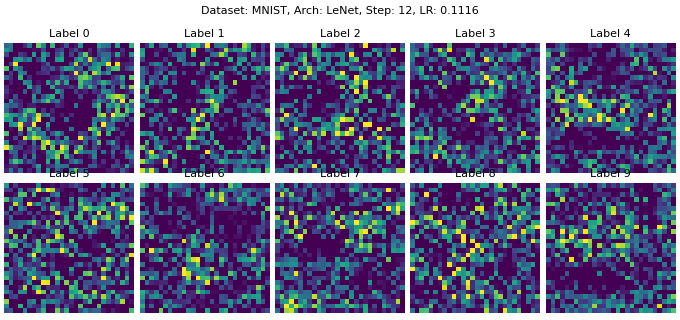 Dataset: MNIST, Arch: LeNet, Step: 12, LR: 0.1116
Label 0 Label 1 Label 2 Label 3 Label 4
Label 5 Label 6 Label 7 Label 8 Label 9